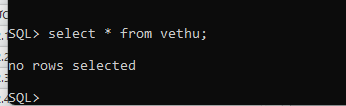 SQL> select * from vethu;
no rows selected
SQL>